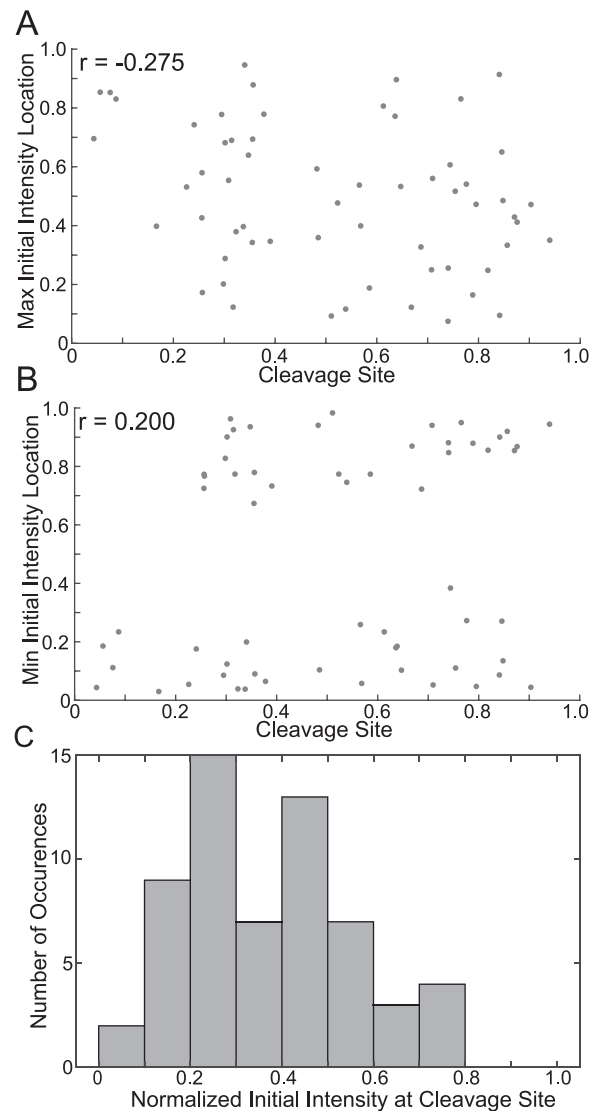 A
r = -0.275
1.0
0.8
0.6
0.4
0.2
0
Max Initial Intensity Location
0 0.2 0.4 0.6 0.8 1.0
Cleavage Site
B
r = 0.200
1.0
0.8
0.6
0.4
0.2
0
Min Initial Intensity Location
0 0.2 0.4 0.6 0.8 1.0
Cleavage Site
C
15
10
5
0
Number of Occurences
0 0.2 0.4 0.6 0.8 1.0
Normalized Initial Intensity at Cleavage Site